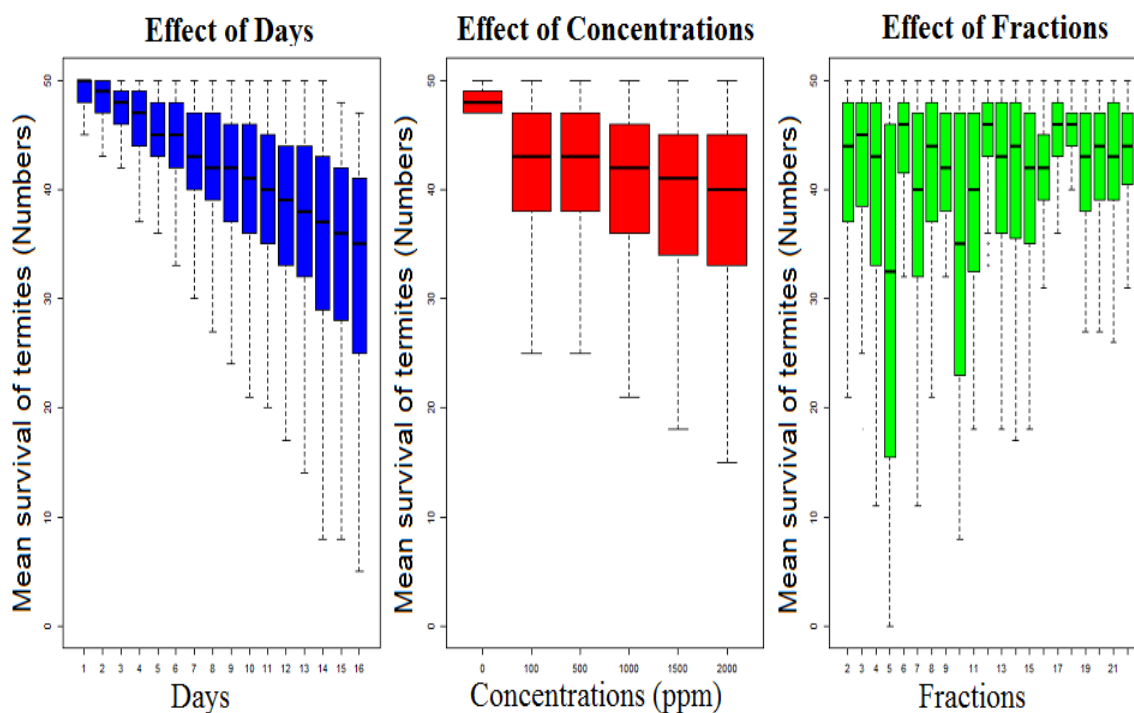 Effect of Days
Mean survival of termites (Numbers)
50
40
30
20
10
0
1 2 3 4 5 6 7 8 9 10 11 12 13 14 15 16
Days
Effect of Concentrations
Mean survival of termites (Numbers)
50
40
30
20
10
0
0 100 500 1000 1500 2000
Concentrations (ppm)
Effect of Fractions
Mean survival of termites (Numbers)
50
40
30
20
10
0
2 3 4 5 6 7 8 9 11 13 15 17 19 21
Fractions